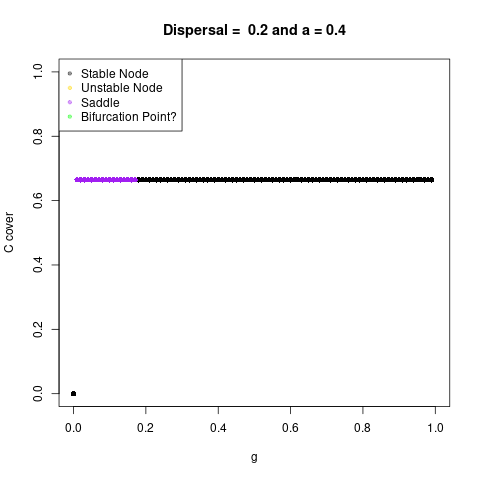 Dispersal =  0.2 and a = 0.4
Stable Node
Unstable Node
Saddle
Bifurcation Point?
1.0
0.8
0.6
0.4
0.2
0.0
C cover
0.0 0.2 0.4 0.6 0.8 1.0
g